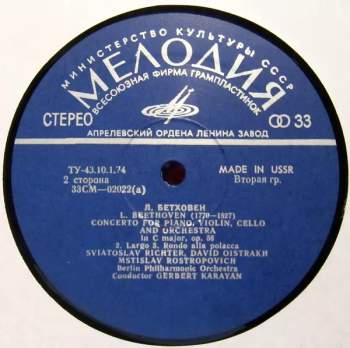 МИНИСТЕРСТВО КУЛЬТУРЫ СССР
МЕЛОДИЯ
ВСЕСОЮЗНАЯ ФИРМА ГРАМПЛАСТИНОК
СТЕРЕО
33
АПРЕЛЕВСКИЙ ОРДЕНА ЛЕНИНА ЗАВОД
ТУ-43.10.1.74
MADE IN USSR
2 сторона
Вторая гр.
33СМ—02022(а)
Л. БЕТХОВЕН
L. BEETHOVEN (1770—1827)
CONCERTO FOR PIANO, VIOLIN, CELLO
AND ORCHESTRA
in C major, op. 56
2. Largo 3. Rondo alla polacca
SVIATOSLAV RICHTER, DAVID OISTRAKH
MSTISLAV ROSTROPOVICH
Berlin Philharmonic Orchestra
Conductor GERBERT KARAYAN